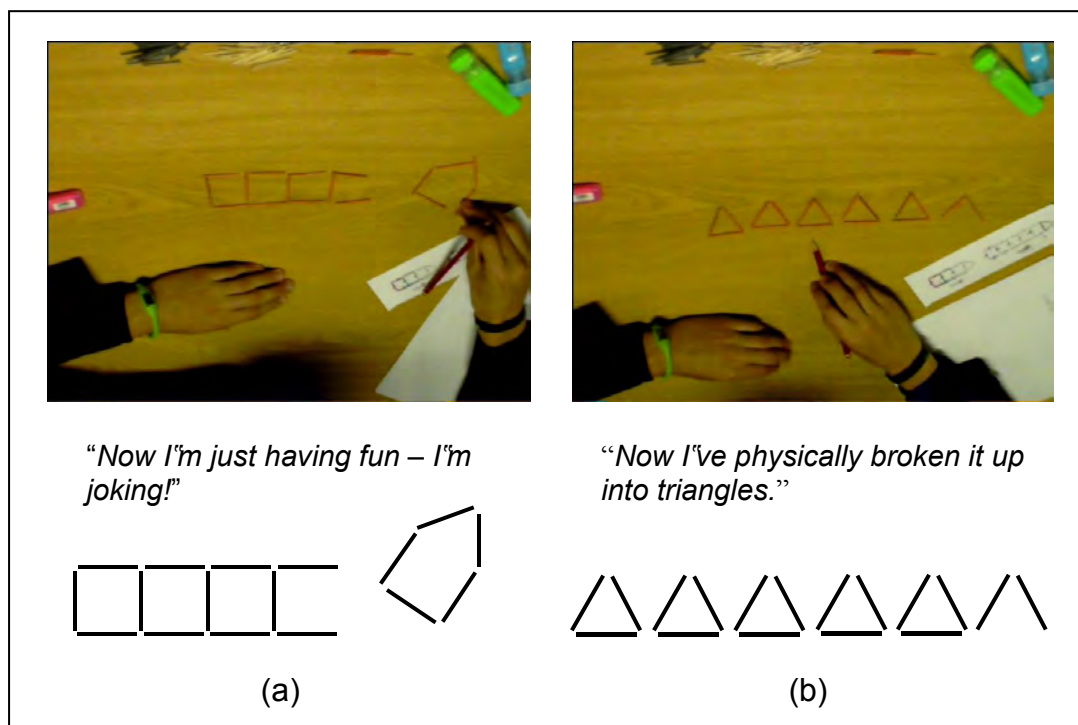 “Now I‟m just having fun – I‟m
joking!”
“Now I‟ve physically broken it up
into triangles.”
(a)
(b)